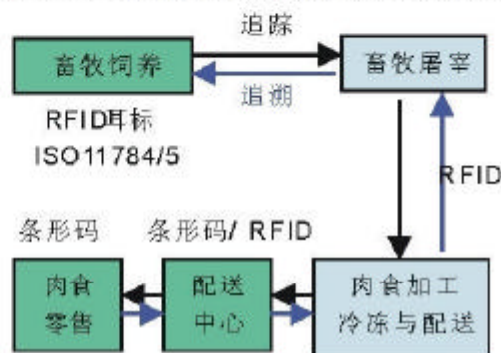 追踪
畜牧饲养
畜牧屠宰
追溯
RFID耳标
ISO11784/5
RFID
条形码
条形码/ RFID
肉食
零售
配送
中心
肉食加工
冷冻与配送